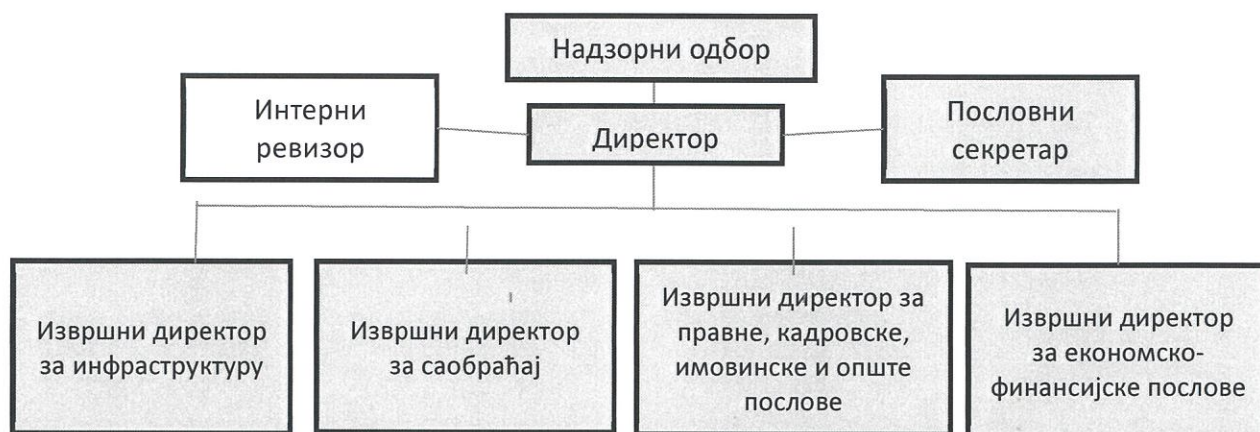 Надзорни одбор
Интерни
ревизор
Директор
Пословни
секретар
Извршни директор
за инфраструктуру
Извршни директор
за саобраћај
Извршни директор за
правне, кадровске,
имовинске и опште
послове
Извршни директор
за економско-
финансијске послове